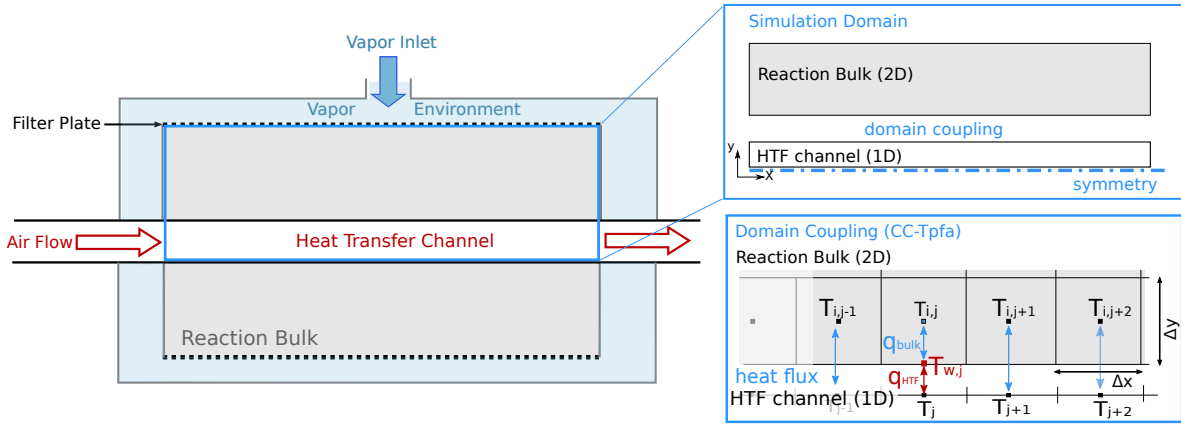 Vapor Inlet
Vapor Environment
Filter Plate
Air Flow
Heat Transfer Channel
Reaction Bulk
Simulation Domain
Reaction Bulk (2D)
domain coupling
HTF channel (1D)
y
x
symmetry
Domain Coupling (CC-Tpfa)
Reaction Bulk (2D)
Ti,j-1 Ti,j Ti,j+1 Ti,j+2
qbulk
Δy
Tw,j
heat flux
qHTF
Δx
HTF channel (1D)
Tj-1 Tj Tj+1 Tj+2